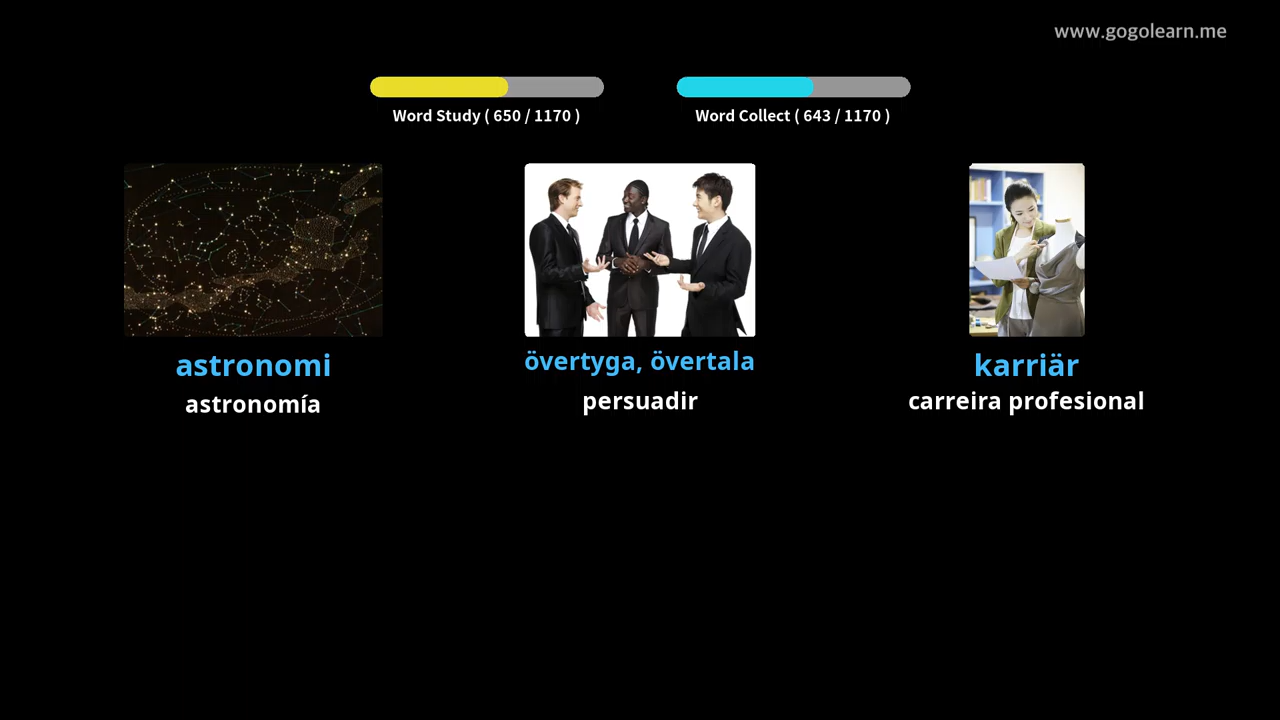 www.gogolearn.me
Word Study ( 650 / 1170 )
Word Collect ( 643 / 1170 )
astronomi
astronomía
övertyga, övertala
persuadir
karriär
carreira profesional